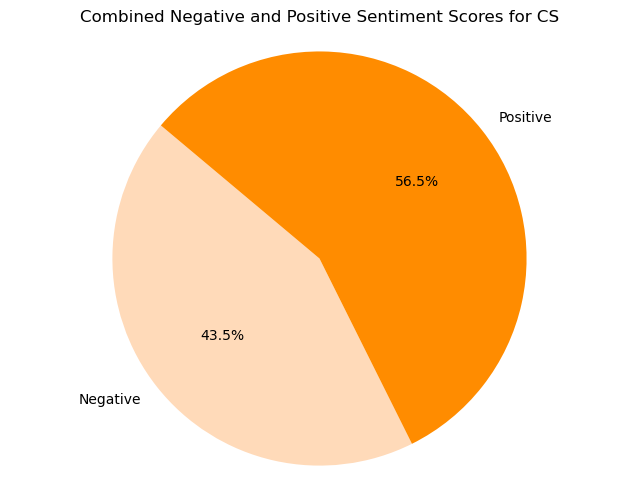 Combined Negative and Positive Sentiment Scores for CS
Positive
56.5%
43.5%
Negative